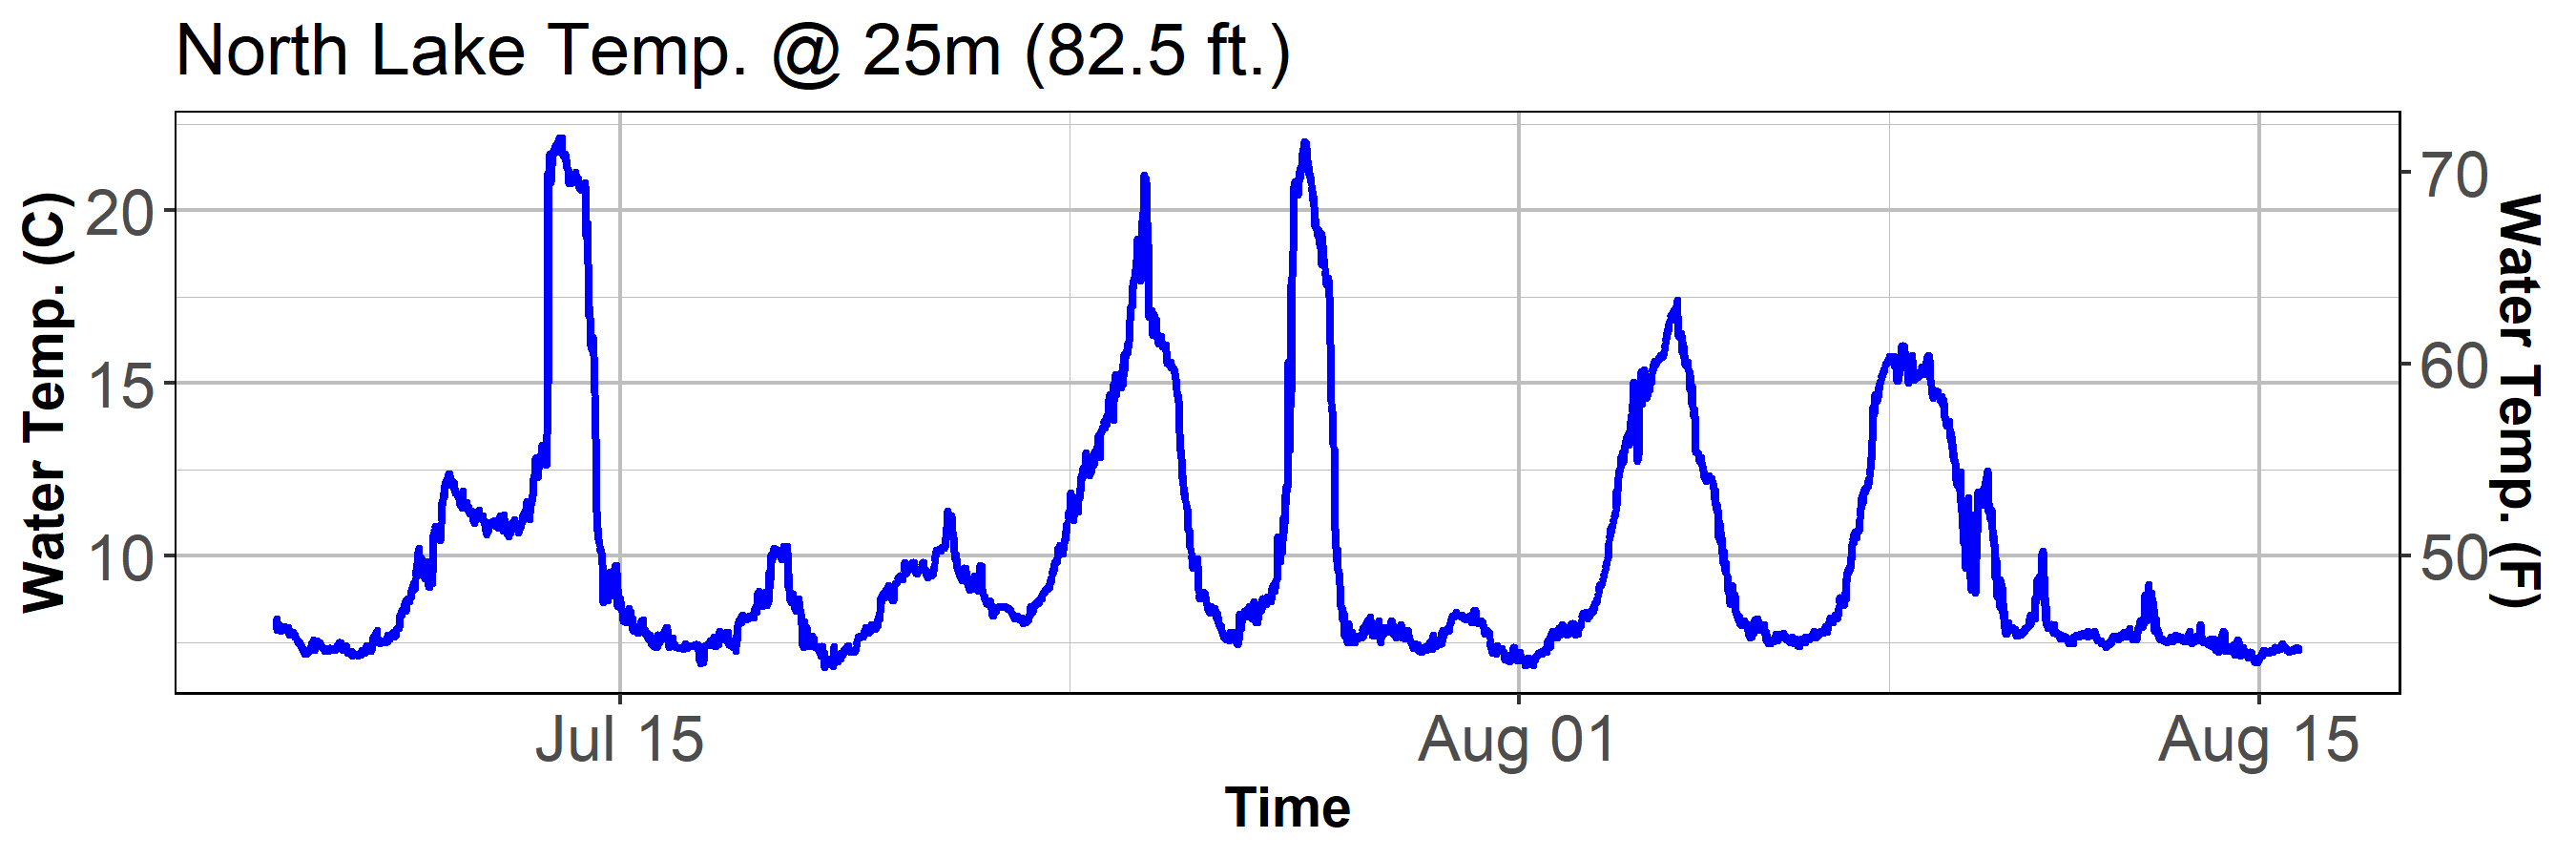 North Lake Temp. @ 25m (82.5 ft.)
Water Temp. (C)
20
15
10
70
60
50
Water Temp. (F)
Jul 15
Aug 01
Aug 15
Time